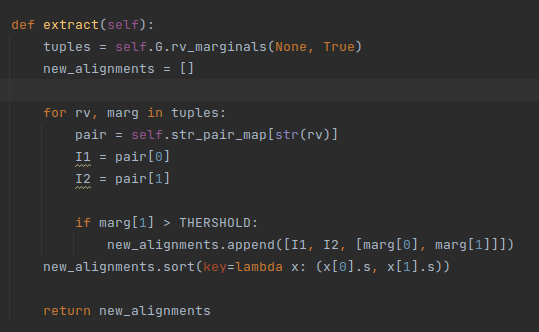 def extract(self):
    tuples = self.G.rv_marginals(None, True)
    new_alignments = []
    for rv, marg in tuples:
        pair = self.str_pair_map[str(rv)]
        I1 = pair[0]
        I2 = pair[1]
        if marg[1] > THERSHOLD:
            new_alignments.append([I1, I2, [marg[0], marg[1]]])
    new_alignments.sort(key=lambda x: (x[0].s, x[1].s))
    return new_alignments